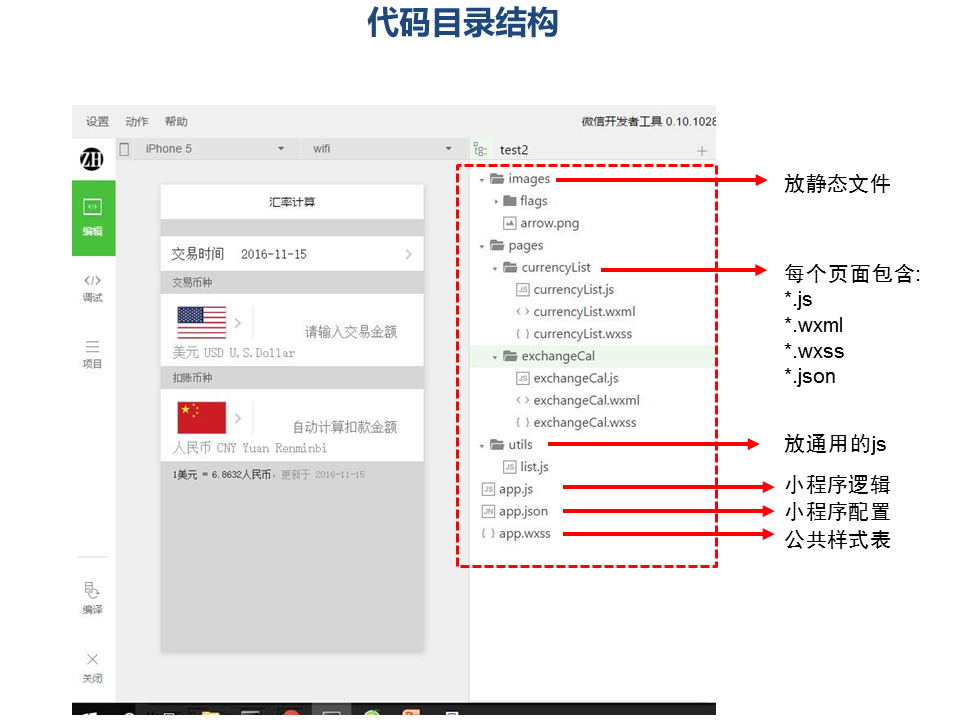 代码目录结构
设置 动作 帮助 微信开发者工具 0.10.1028
iPhone 5 wifi test2
ZH
编辑
调试
项目
编译
关闭
汇率计算
交易时间 2016-11-15
交易币种
请输入交易金额
美元 USD U.S.Dollar
扣账币种
自动计算扣款金额
人民币 CNY Yuan Renminbi
1美元 = 6.8632人民币，更新于 2016-11-15
images
flags
arrow.png
pages
currencyList
JS currencyList.js
currencyList.wxml
currencyList.wxss
exchangeCal
JS exchangeCal.js
exchangeCal.wxml
exchangeCal.wxss
utils
JS list.js
JS app.js
JN app.json
app.wxss
放静态文件
每个页面包含:
*.js
*.wxml
*.wxss
*.json
放通用的js
小程序逻辑
小程序配置
公共样式表